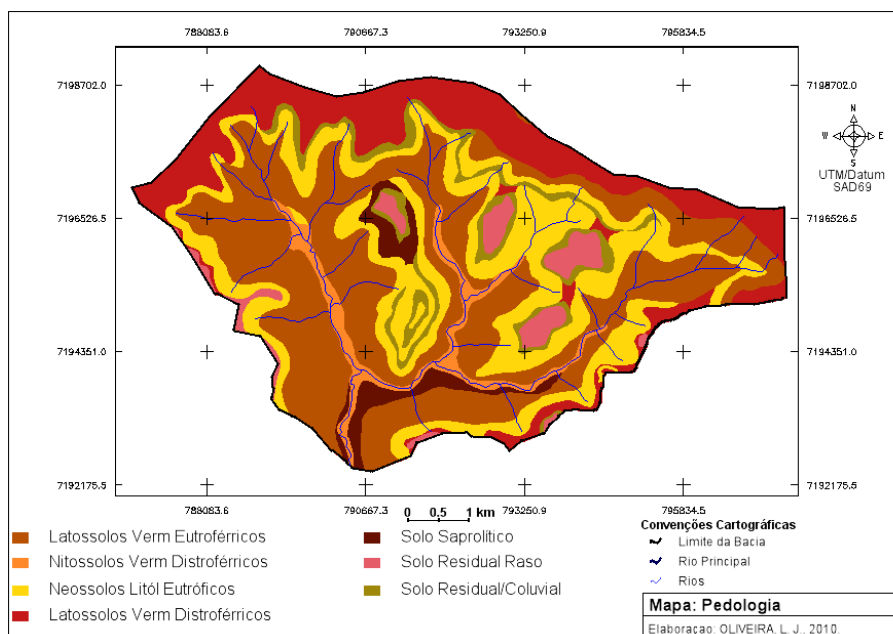 788083.6 790667.3 793250.9 795834.5
7198702.0 7198702.0
N
W E
S
UTM/Datum
SAD69
7196526.5 7196526.5
7194351.0 7194351.0
7192175.5 7192175.5
788083.6 790667.3 793250.9 795834.5
0 0.5 1 km
Latossolos Verm Eutroférricos
Nitossolos Verm Distroférricos
Neossolos Litól Eutróficos
Latossolos Verm Distroférricos
Solo Saprolítico
Solo Residual Raso
Solo Residual/Coluvial
Convenções Cartográficas
Limite da Bacia
Rio Principal
Rios
Mapa: Pedologia
Elaboracao: OLIVEIRA, L. J., 2010.